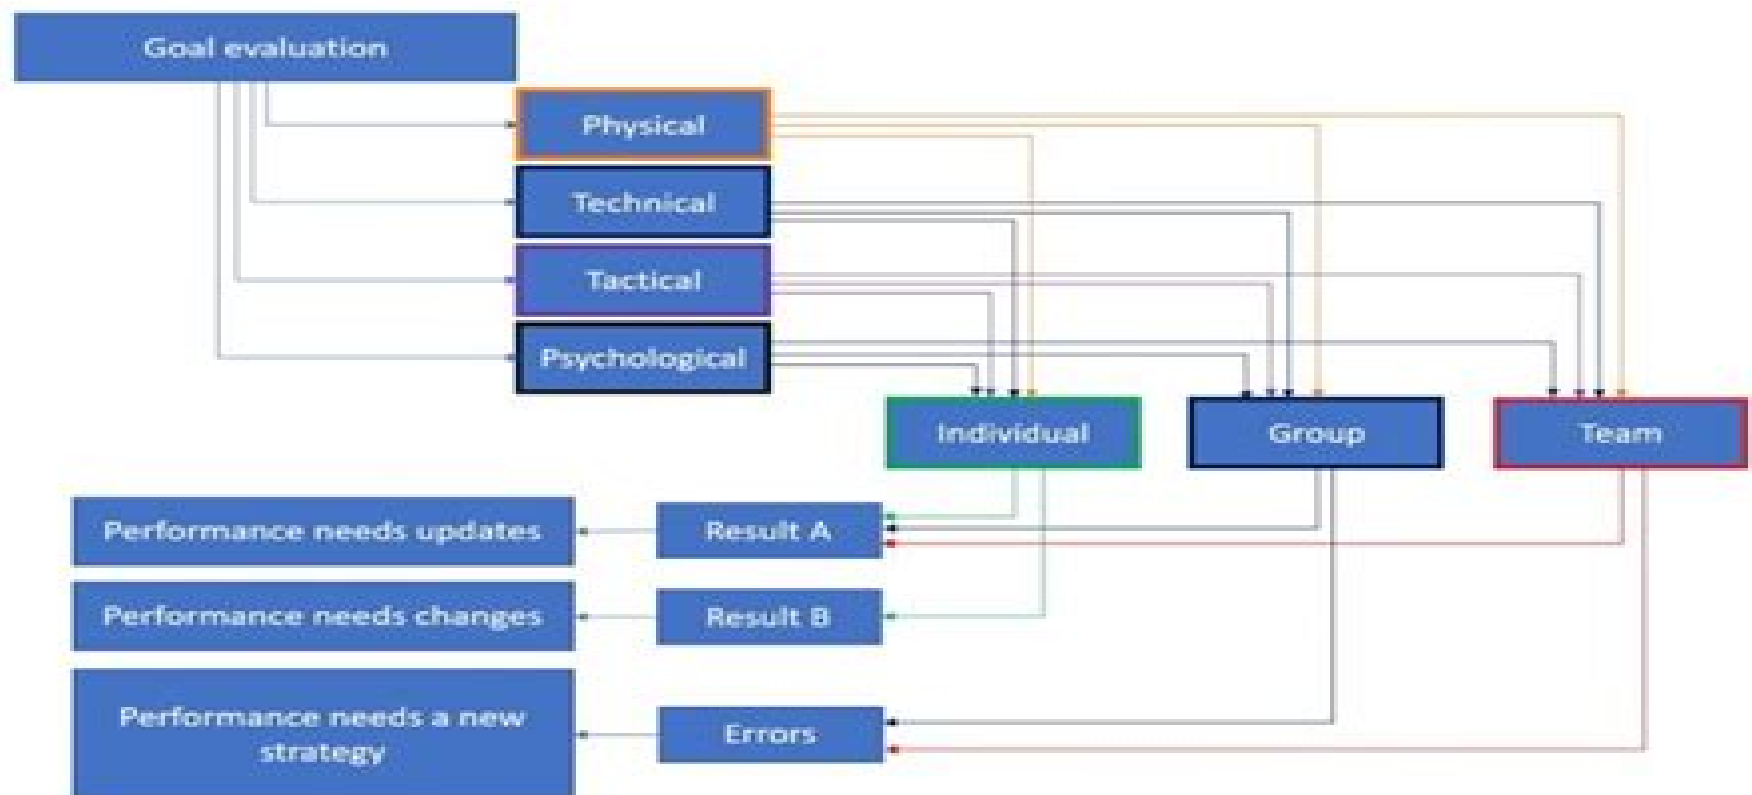 Goal evaluation
Physical
Technical
Tactical
Psychological
Individual
Group
Team
Performance needs updates
Result A
Performance needs changes
Result B
Performance needs a new
strategy
Errors